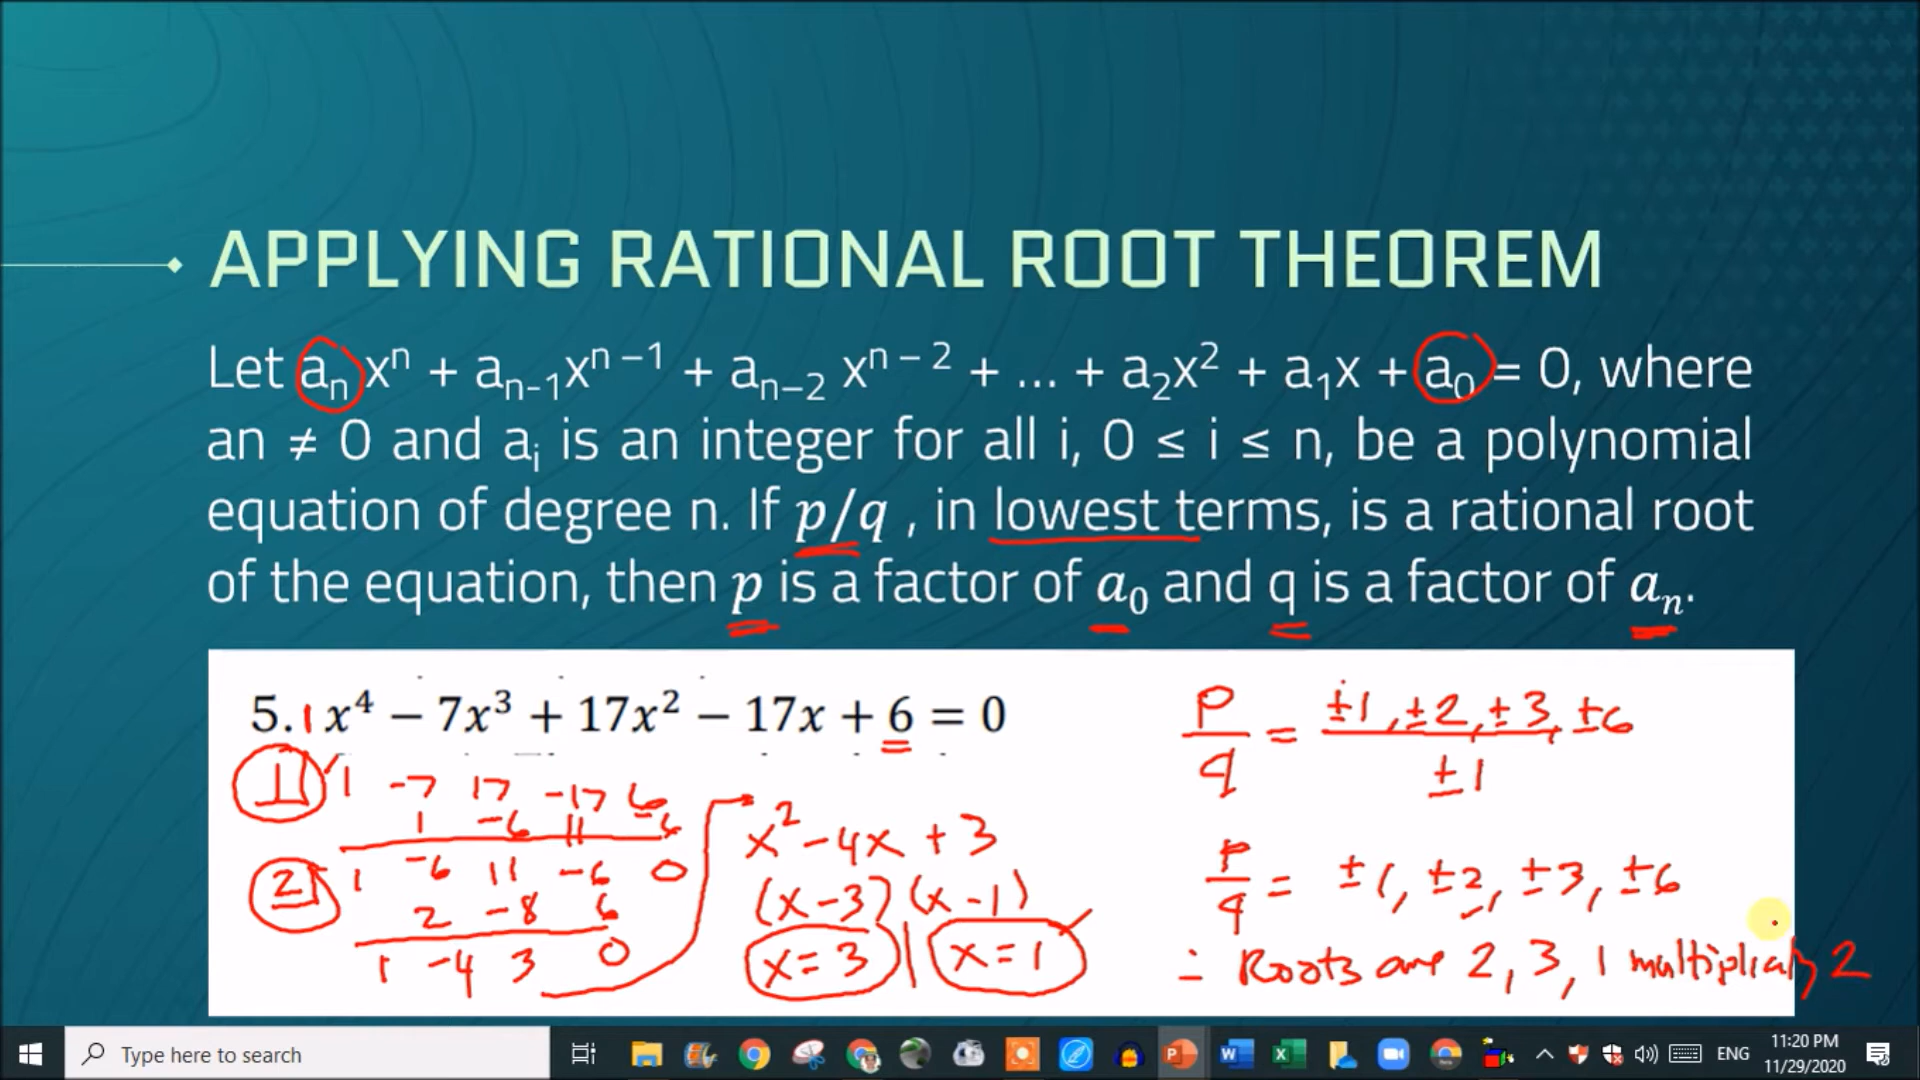 APPLYING RATIONAL ROOT THEOREM
Let aₙ xⁿ + aₙ₋₁xⁿ ⁻ ¹ + aₙ₋₂ xⁿ ⁻ ² + ... + a₂x² + a₁x + a₀ = 0, where
an ≠ 0 and aᵢ is an integer for all i, 0 ≤ i ≤ n, be a polynomial
equation of degree n. If p/q , in lowest terms, is a rational root
of the equation, then p is a factor of a₀ and q is a factor of aₙ.
5. 1x⁴ − 7x³ + 17x² − 17x + 6 = 0
1 1 -7 17 -17 6
1 -6 11 -6
2 1 -6 11 -6 0
2 -8 6
1 -4 3 0
x² - 4x + 3
(x - 3) (x - 1)
x = 3 | x = 1
p/q = ±1, ±2, ±3, ±6 / ±1
p/q = ±1, ±2, ±3, ±6
∴ Roots are 2, 3, 1 multiplicity 2
Type here to search
ENG
11:20 PM
11/29/2020